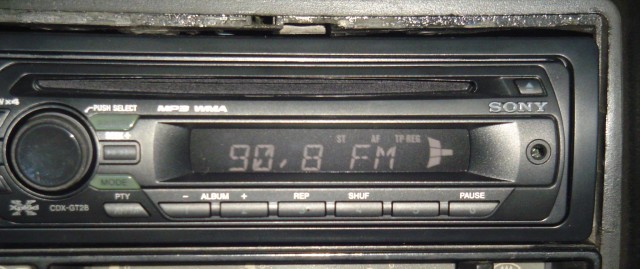 x4
PUSH SELECT
MP3 WMA
SONY
ST AF TP REG
90.8 FM
MODE
PTY
− ALBUM + REP SHUF PAUSE
CDX-GT28